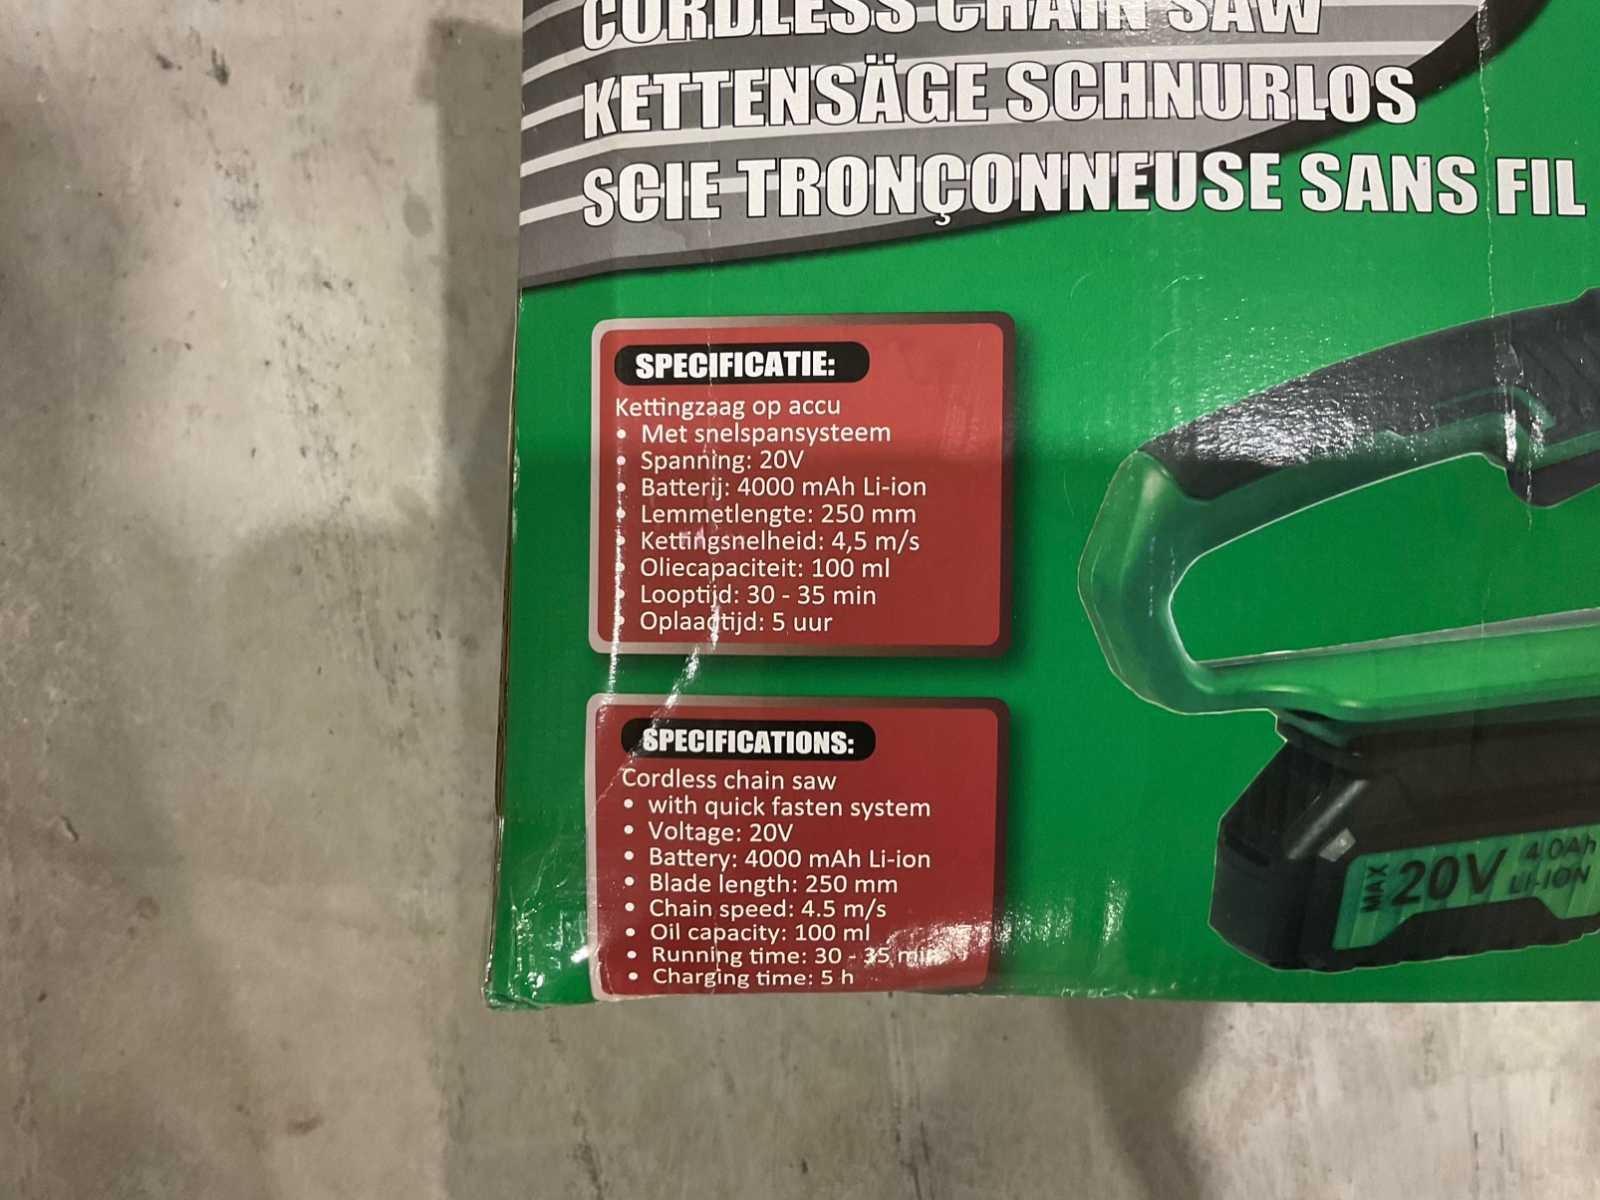 CORDLESS CHAIN SAW
KETTENSÄGE SCHNURLOS
SCIE TRONÇONNEUSE SANS FIL
SPECIFICATIE:
Kettingzaag op accu
• Met snelspansysteem
• Spanning: 20V
• Batterij: 4000 mAh Li-ion
• Lemmetlengte: 250 mm
• Kettingsnelheid: 4,5 m/s
• Oliecapaciteit: 100 ml
• Looptijd: 30 - 35 min
• Oplaadtijd: 5 uur
SPECIFICATIONS:
Cordless chain saw
• with quick fasten system
• Voltage: 20V
• Battery: 4000 mAh Li-ion
• Blade length: 250 mm
• Chain speed: 4.5 m/s
• Oil capacity: 100 ml
• Running time: 30 - 35 min
• Charging time: 5 h
MAX 20V 4.0Ah
LI-ION